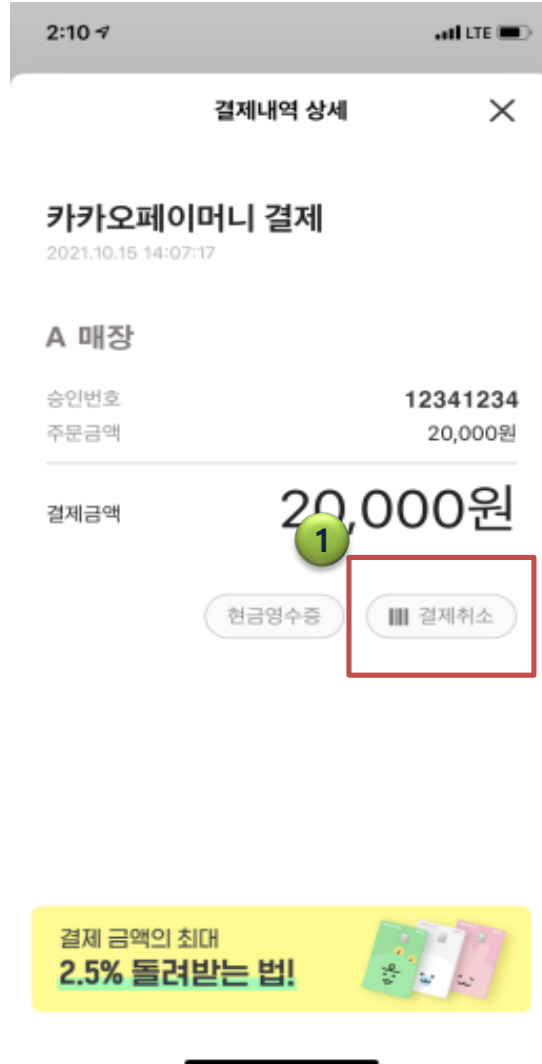 2:10
LTE
결제내역 상세
카카오페이머니 결제
2021.10.15 14:07:17
A 매장
승인번호 12341234
주문금액 20,000원
결제금액 20,000원
1
현금영수증 결제취소
결제 금액의 최대
2.5% 돌려받는 법!